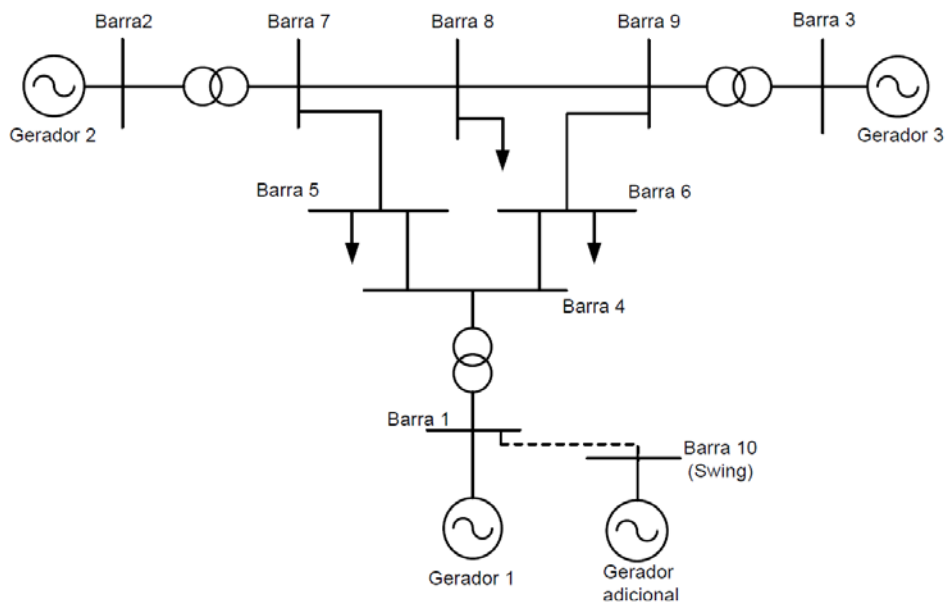 Barra2
Barra 7
Barra 8
Barra 9
Barra 3
Gerador 2
Gerador 3
Barra 5
Barra 6
Barra 4
Barra 1
Barra 10
(Swing)
Gerador 1
Gerador
adicional